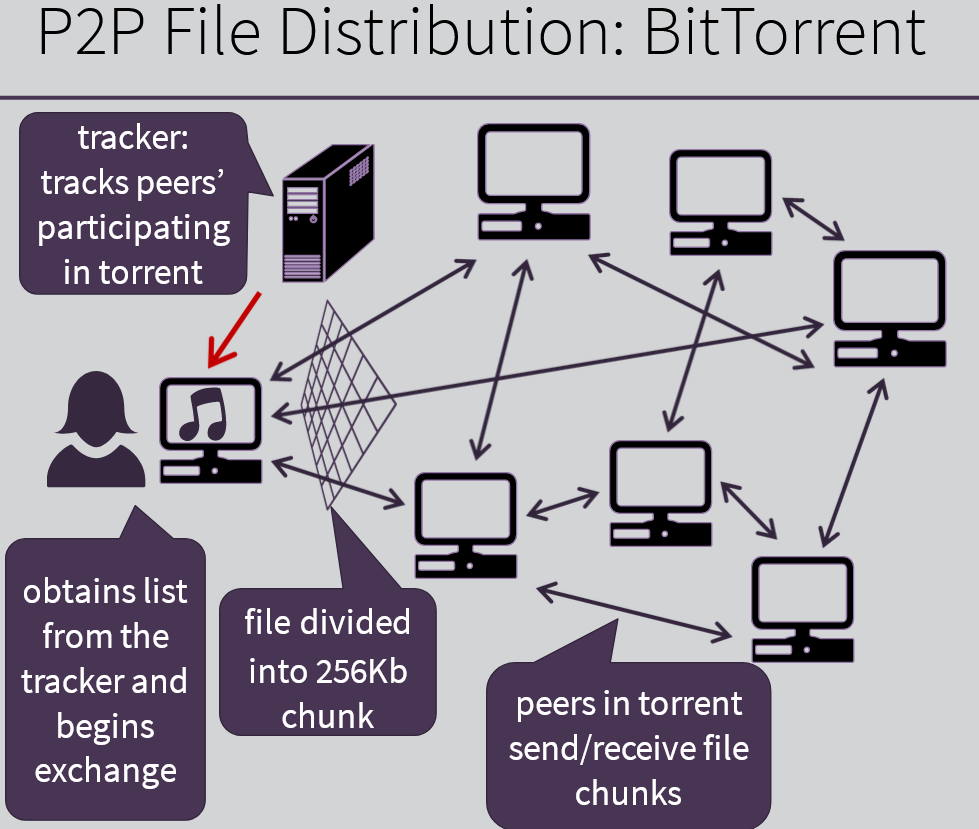 P2P File Distribution: BitTorrent
tracker:
tracks peers’
participating
in torrent
obtains list
from the
tracker and
begins
exchange
file divided
into 256Kb
chunk
peers in torrent
send/receive file
chunks